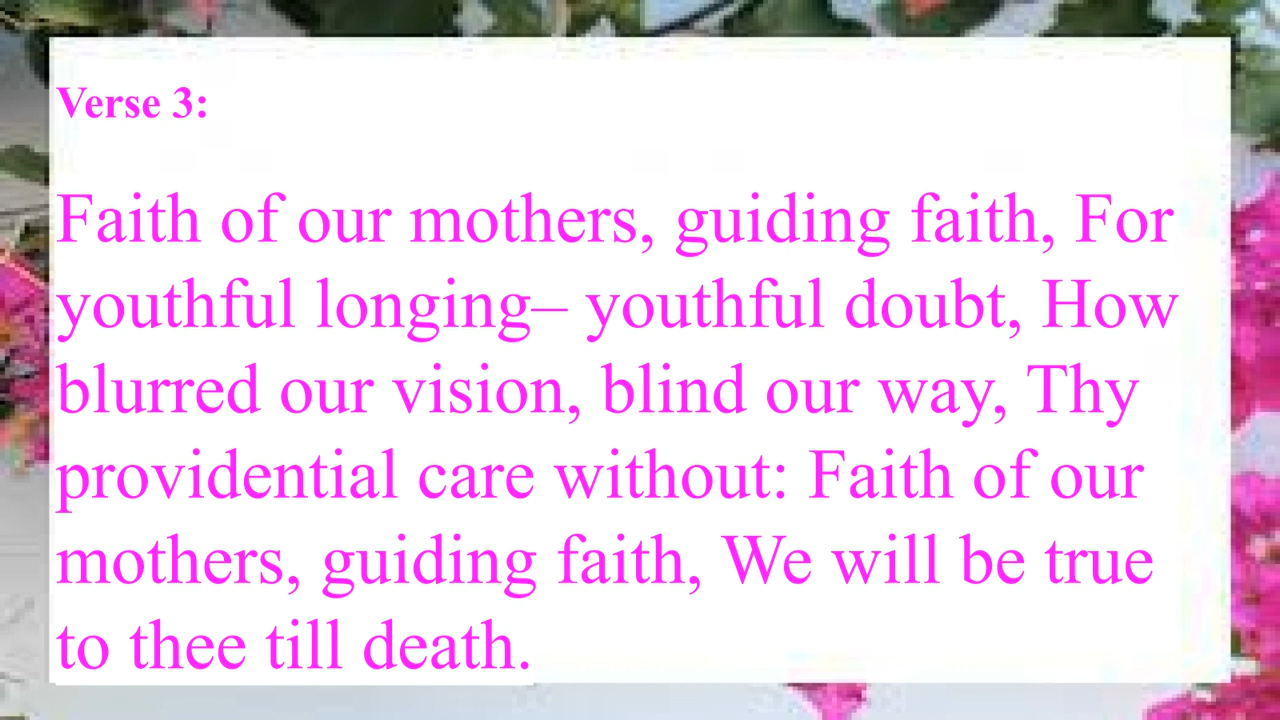 Verse 3:
Faith of our mothers, guiding faith, For
youthful longing– youthful doubt, How
blurred our vision, blind our way, Thy
providential care without: Faith of our
mothers, guiding faith, We will be true
to thee till death.